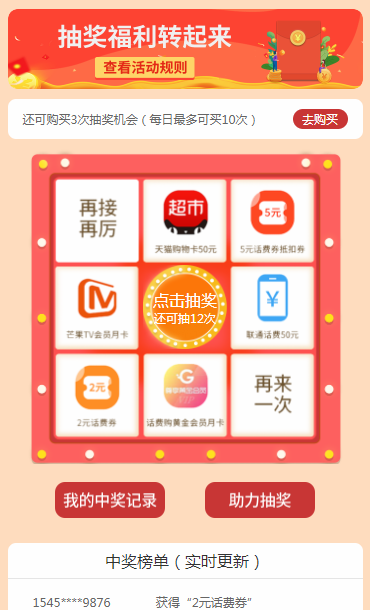 抽奖福利转起来
查看活动规则
还可购买3次抽奖机会（每日最多可买10次）
去购买
再接
再厉
超市
天猫购物卡50元
5元
5元话费券抵扣券
芒果TV会员月卡
点击抽奖
还可抽12次
¥
联通话费50元
2元
2元话费券
G
话费购黄金会员月卡
再来
一次
我的中奖记录
助力抽奖
中奖榜单（实时更新）
1545****9876
获得“2元话费券”